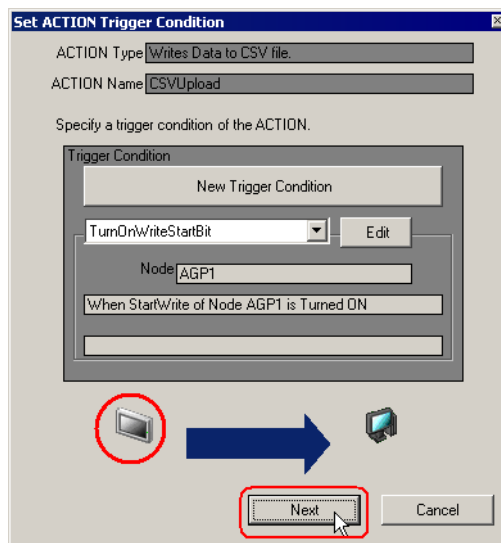 Set ACTION Trigger Condition
ACTION Type Writes Data to CSV file.
ACTION Name CSVUpload
Specify a trigger condition of the ACTION.
Trigger Condition
New Trigger Condition
TurnOnWriteStartBit Edit
Node AGP1
When StartWrite of Node AGP1 is Turned ON
Next Cancel